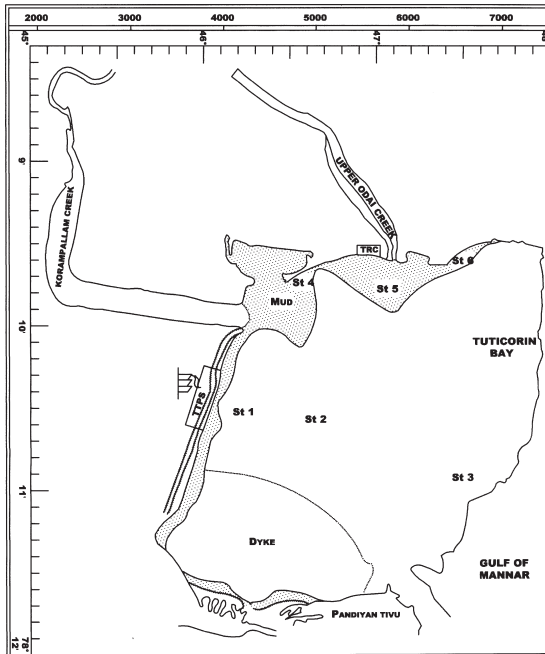 2000 3000 4000 5000 6000 7000
45' 46' 47'
9'
UPPER ODAI CREEK
KORAMPALLAM CREEK
TRC
St 6
St 4
St 5
MUD
10'
TUTICORIN
BAY
TTPS
St 1
St 2
St 3
11'
DYKE
GULF OF
MANNAR
PANDIYAN TIVU
12'
78°